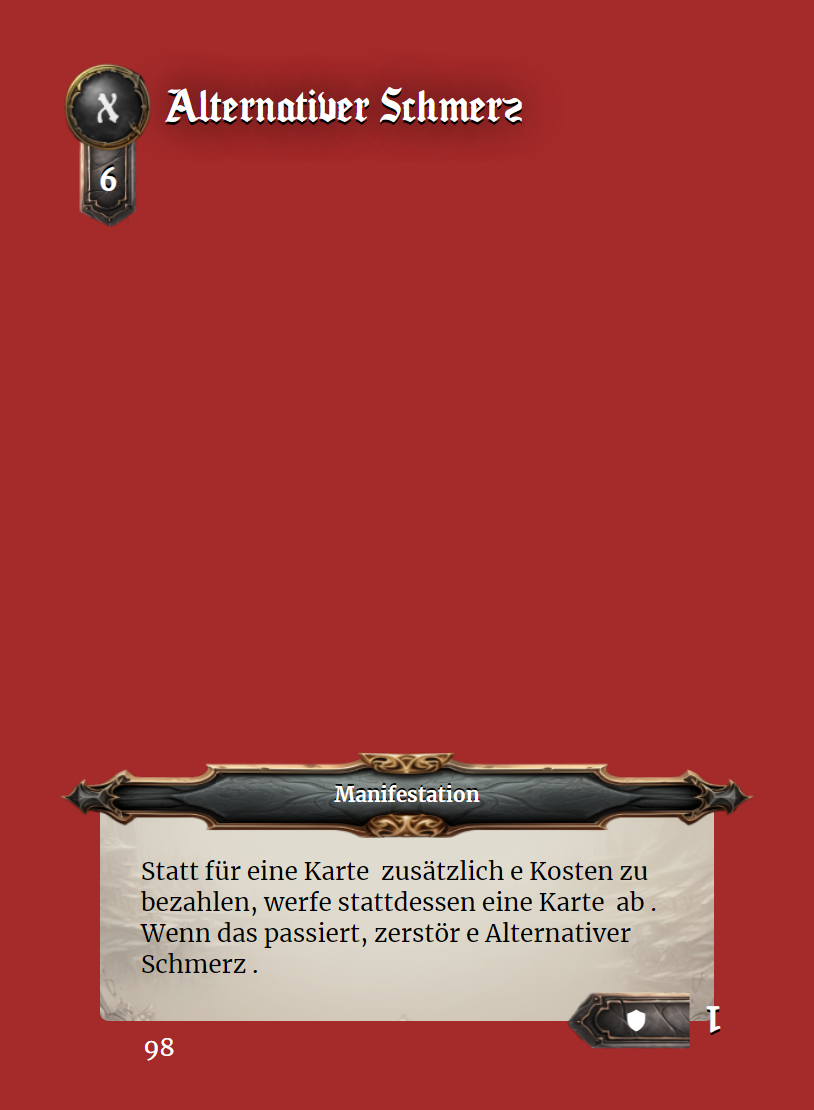 X
Alternativer Schmerz
6
Manifestation
Statt für eine Karte  zusätzlich e Kosten zu
bezahlen, werfe stattdessen eine Karte  ab .
Wenn das passiert, zerstör e Alternativer
Schmerz .
1
98